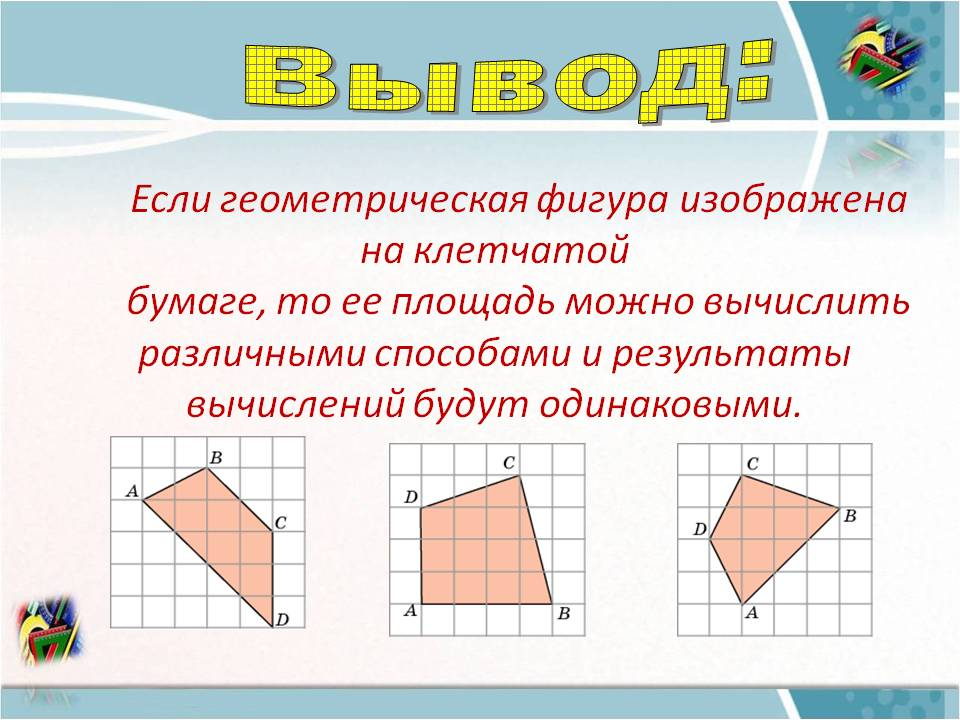 Вывод:
Если геометрическая фигура изображена
на клетчатой
бумаге, то ее площадь можно вычислить
различными способами и результаты
вычислений будут одинаковыми.
B
A
C
D
C
D
A
B
C
B
D
A